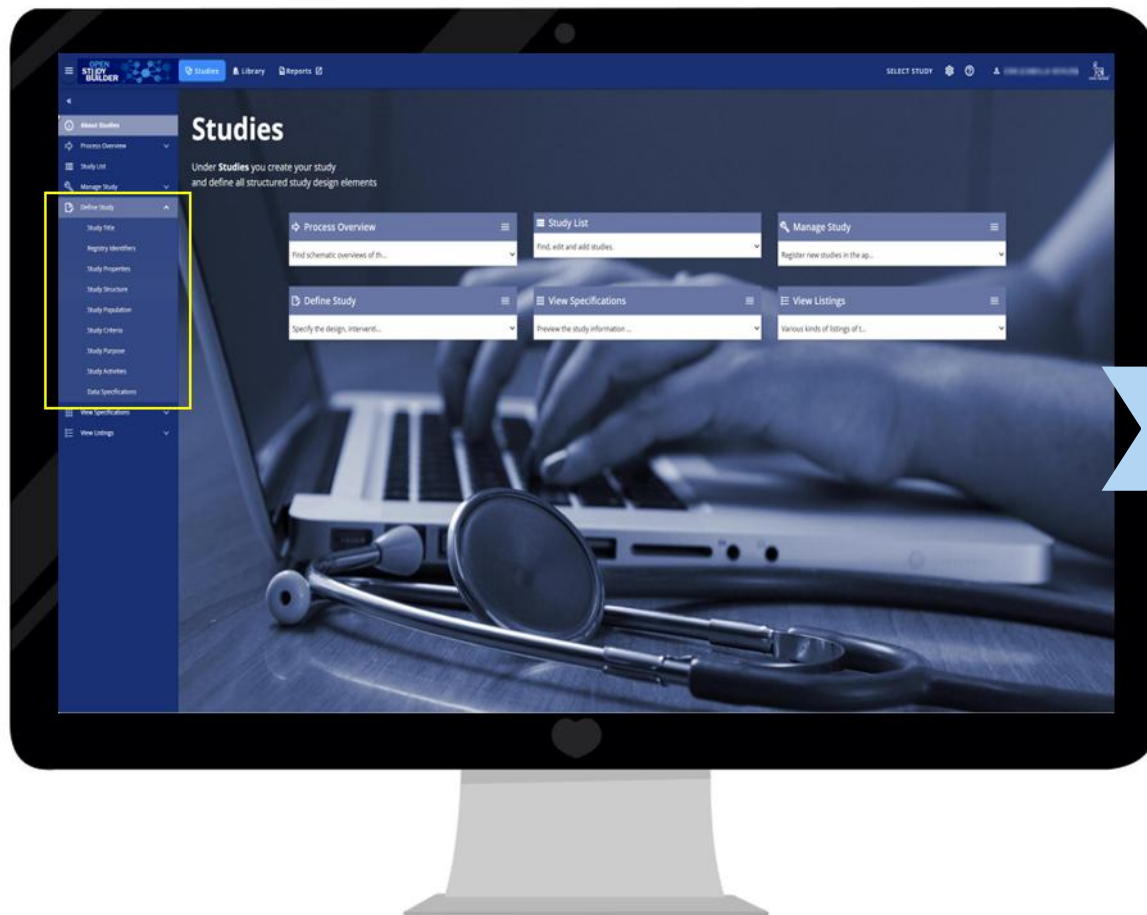 OPEN
STUDY
BUILDER
Studies
Library
Reports
SELECT STUDY
About Studies
Process Overview
Study List
Manage Study
Define Study
Study Title
Registry Identifiers
Study Properties
Study Structure
Study Population
Study Criteria
Study Purpose
Study Activities
Data Specifications
View Specifications
View Listings
Studies
Under Studies you create your study
and define all structured study design elements
Process Overview
Find schematic overviews of th...
Study List
Find, edit and add studies.
Manage Study
Register new studies in the ap...
Define Study
Specify the design, interventi...
View Specifications
Preview the study information ...
View Listings
Various kinds of listings of t...